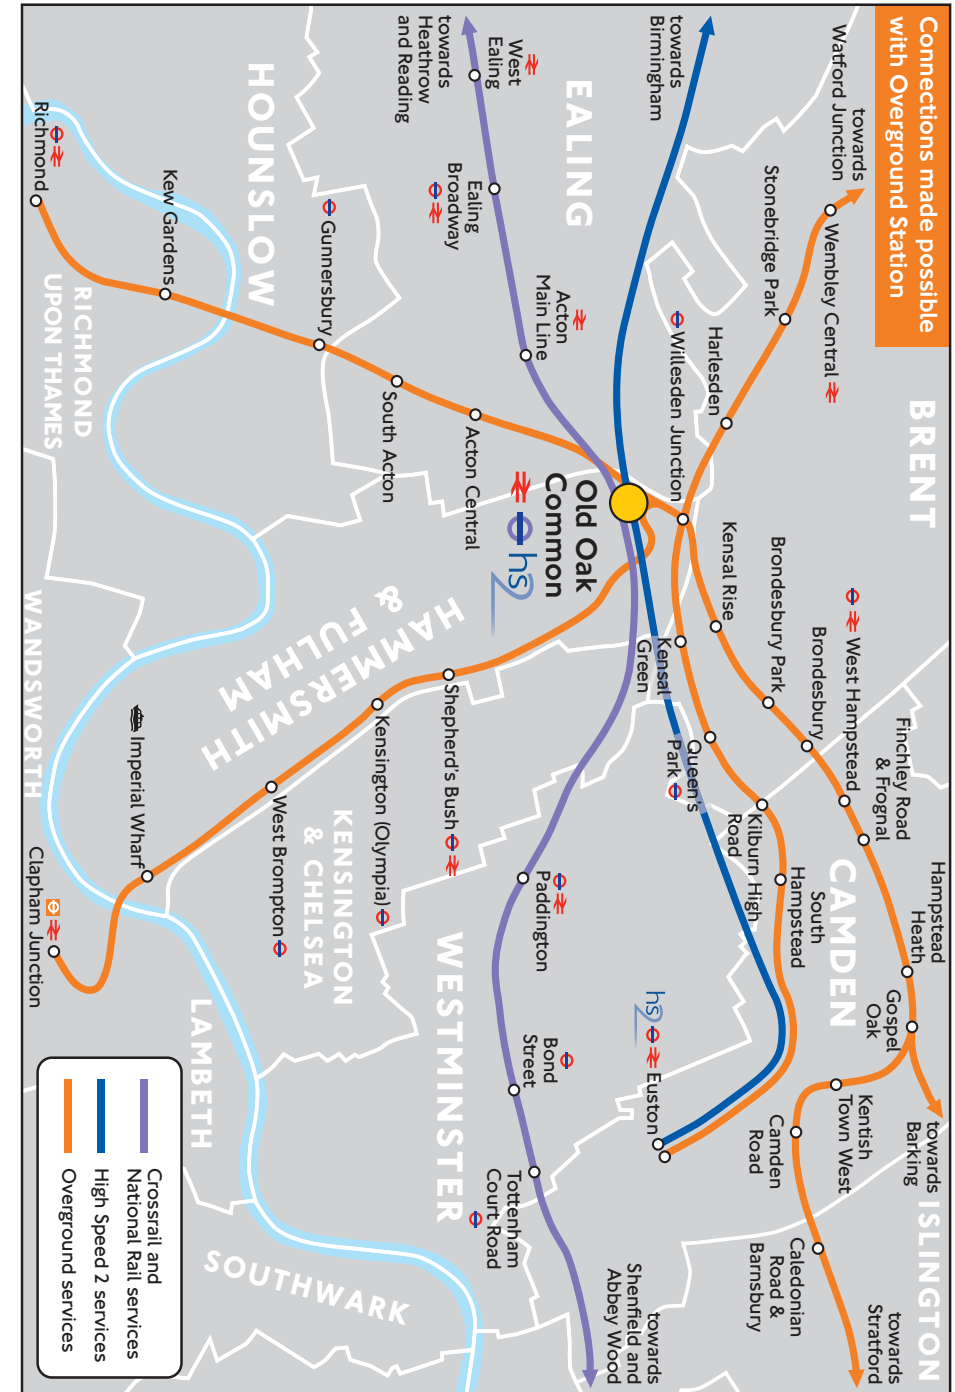 Connections made possible
with Overground Station
towards
Watford Junction
Wembley Central
Stonebridge Park
Harlesden
Willesden Junction
BRENT
towards
Birmingham
EALING
West
Ealing
towards
Heathrow
and Reading
Ealing
Broadway
Acton
Main Line
HOUNSLOW
Richmond
Kew Gardens
Gunnersbury
RICHMOND
UPON THAMES
South Acton
Acton Central
Old Oak
Common
hs2
Kensal Rise
Brondesbury Park
Brondesbury
West Hampstead
Finchley Road
& Frognal
Hampstead
Heath
Gospel
Oak
towards
Barking
ISLINGTON
Kensal
Green
Queen's
Park
Kilburn High
Road
South
Hampstead
CAMDEN
Kentish
Town West
Camden
Road
Caledonian
Road &
Barnsbury
towards
Stratford
hs2
Euston
HAMMERSMITH
& FULHAM
Shepherd's Bush
Kensington (Olympia)
West Brompton
Imperial Wharf
Clapham Junction
WANDSWORTH
KENSINGTON
& CHELSEA
WESTMINSTER
Paddington
Bond
Street
Tottenham
Court Road
towards
Shenfield and
Abbey Wood
LAMBETH
SOUTHWARK
Crossrail and
National Rail services
High Speed 2 services
Overground services